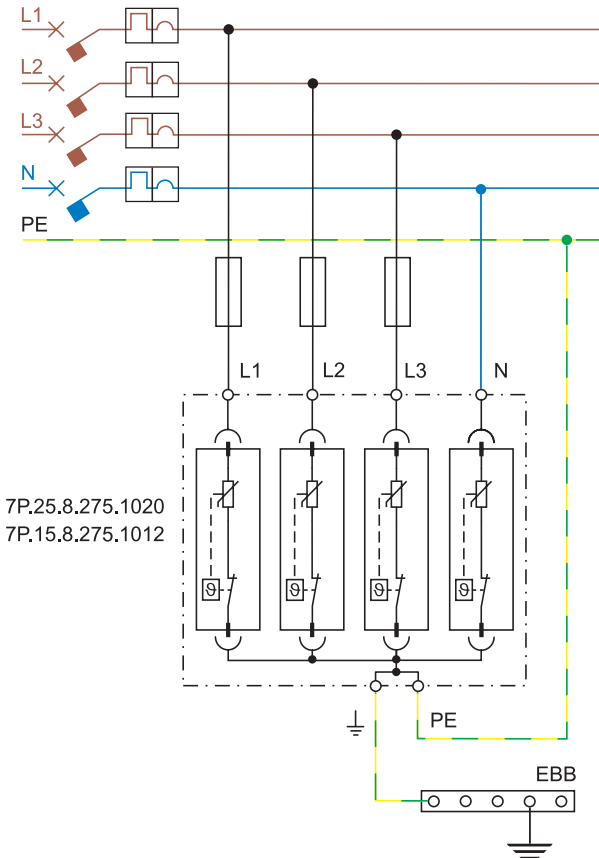 L1
L2
L3
N
PE
L1 L2 L3 N
7P.25.8.275.1020
7P.15.8.275.1012
ϑ ϑ ϑ ϑ
PE
EBB